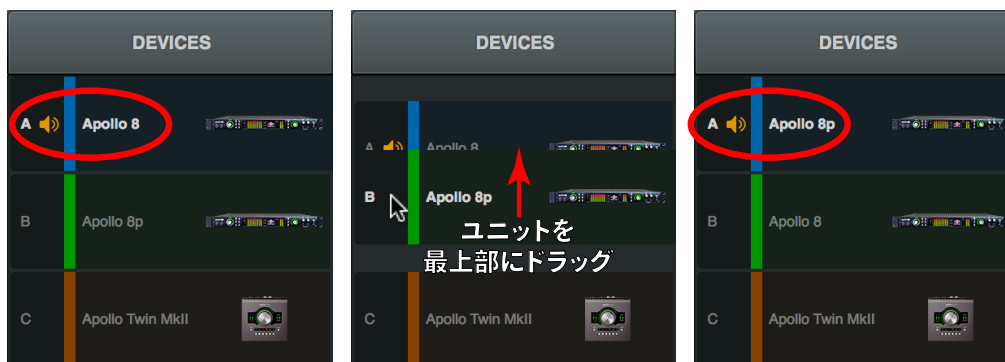 DEVICES
A Apollo 8
B Apollo 8p
C Apollo Twin MkII
DEVICES
A Apollo 8
B Apollo 8p
ユニットを
最上部にドラッグ
C Apollo Twin MkII
DEVICES
A Apollo 8p
B Apollo 8
C Apollo Twin MkII